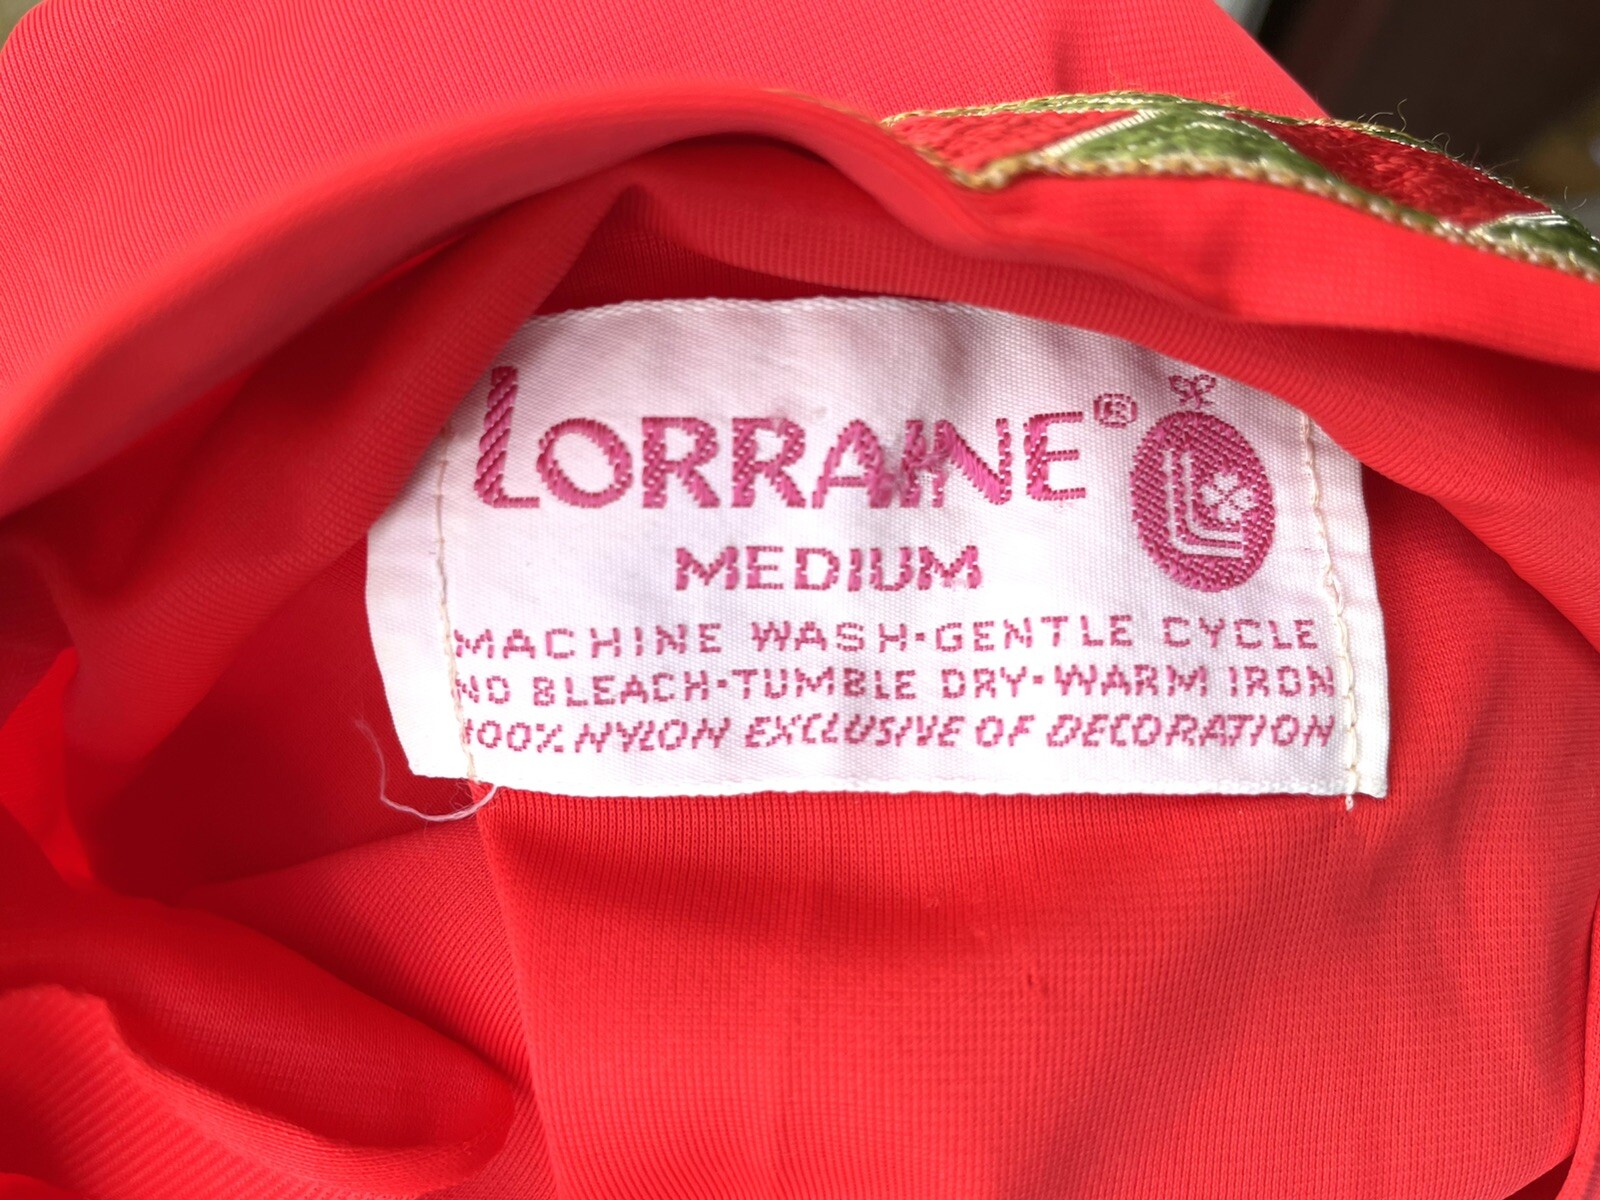 LORRAINE®
MEDIUM
MACHINE WASH·GENTLE CYCLE
NO BLEACH·TUMBLE DRY·WARM IRON
100% NYLON EXCLUSIVE OF DECORATION